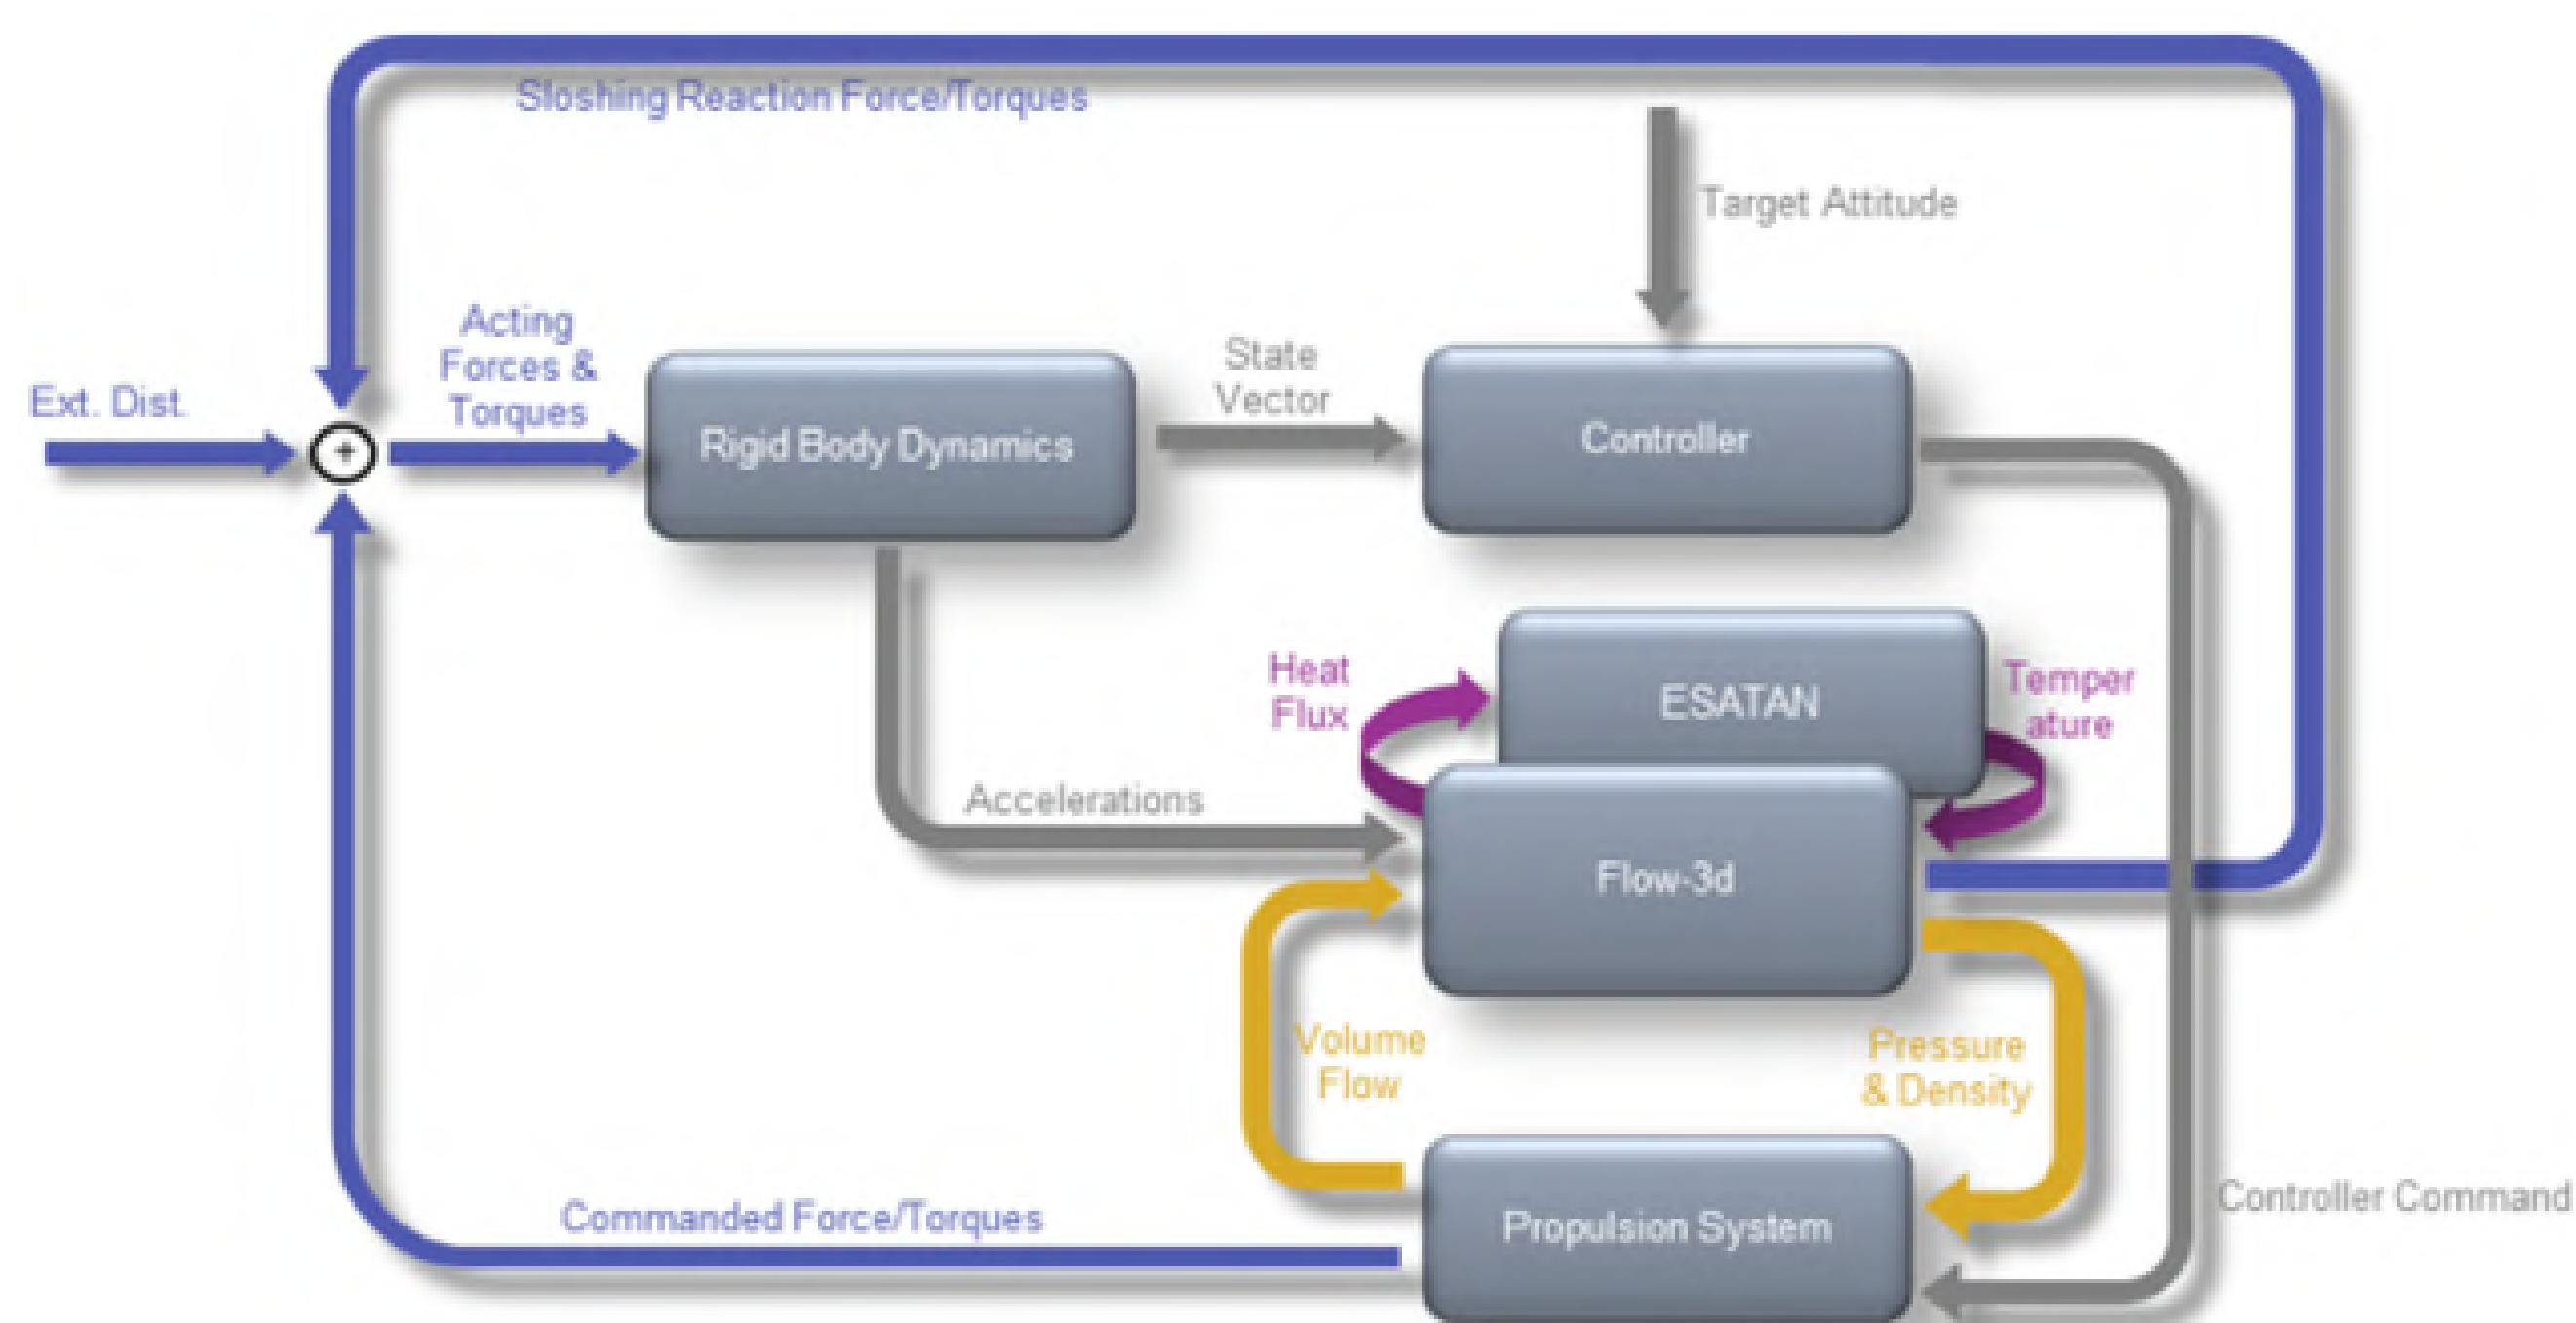 Sloshing Reaction Force/Torques
Target Attitude
Acting
Forces &
Torques
Ext. Dist.
+
Rigid Body Dynamics
State
Vector
Controller
Heat
Flux
ESATAN
Temper
ature
Accelerations
Flow-3d
Volume
Flow
Pressure
& Density
Controller Command
Commanded Force/Torques
Propulsion System